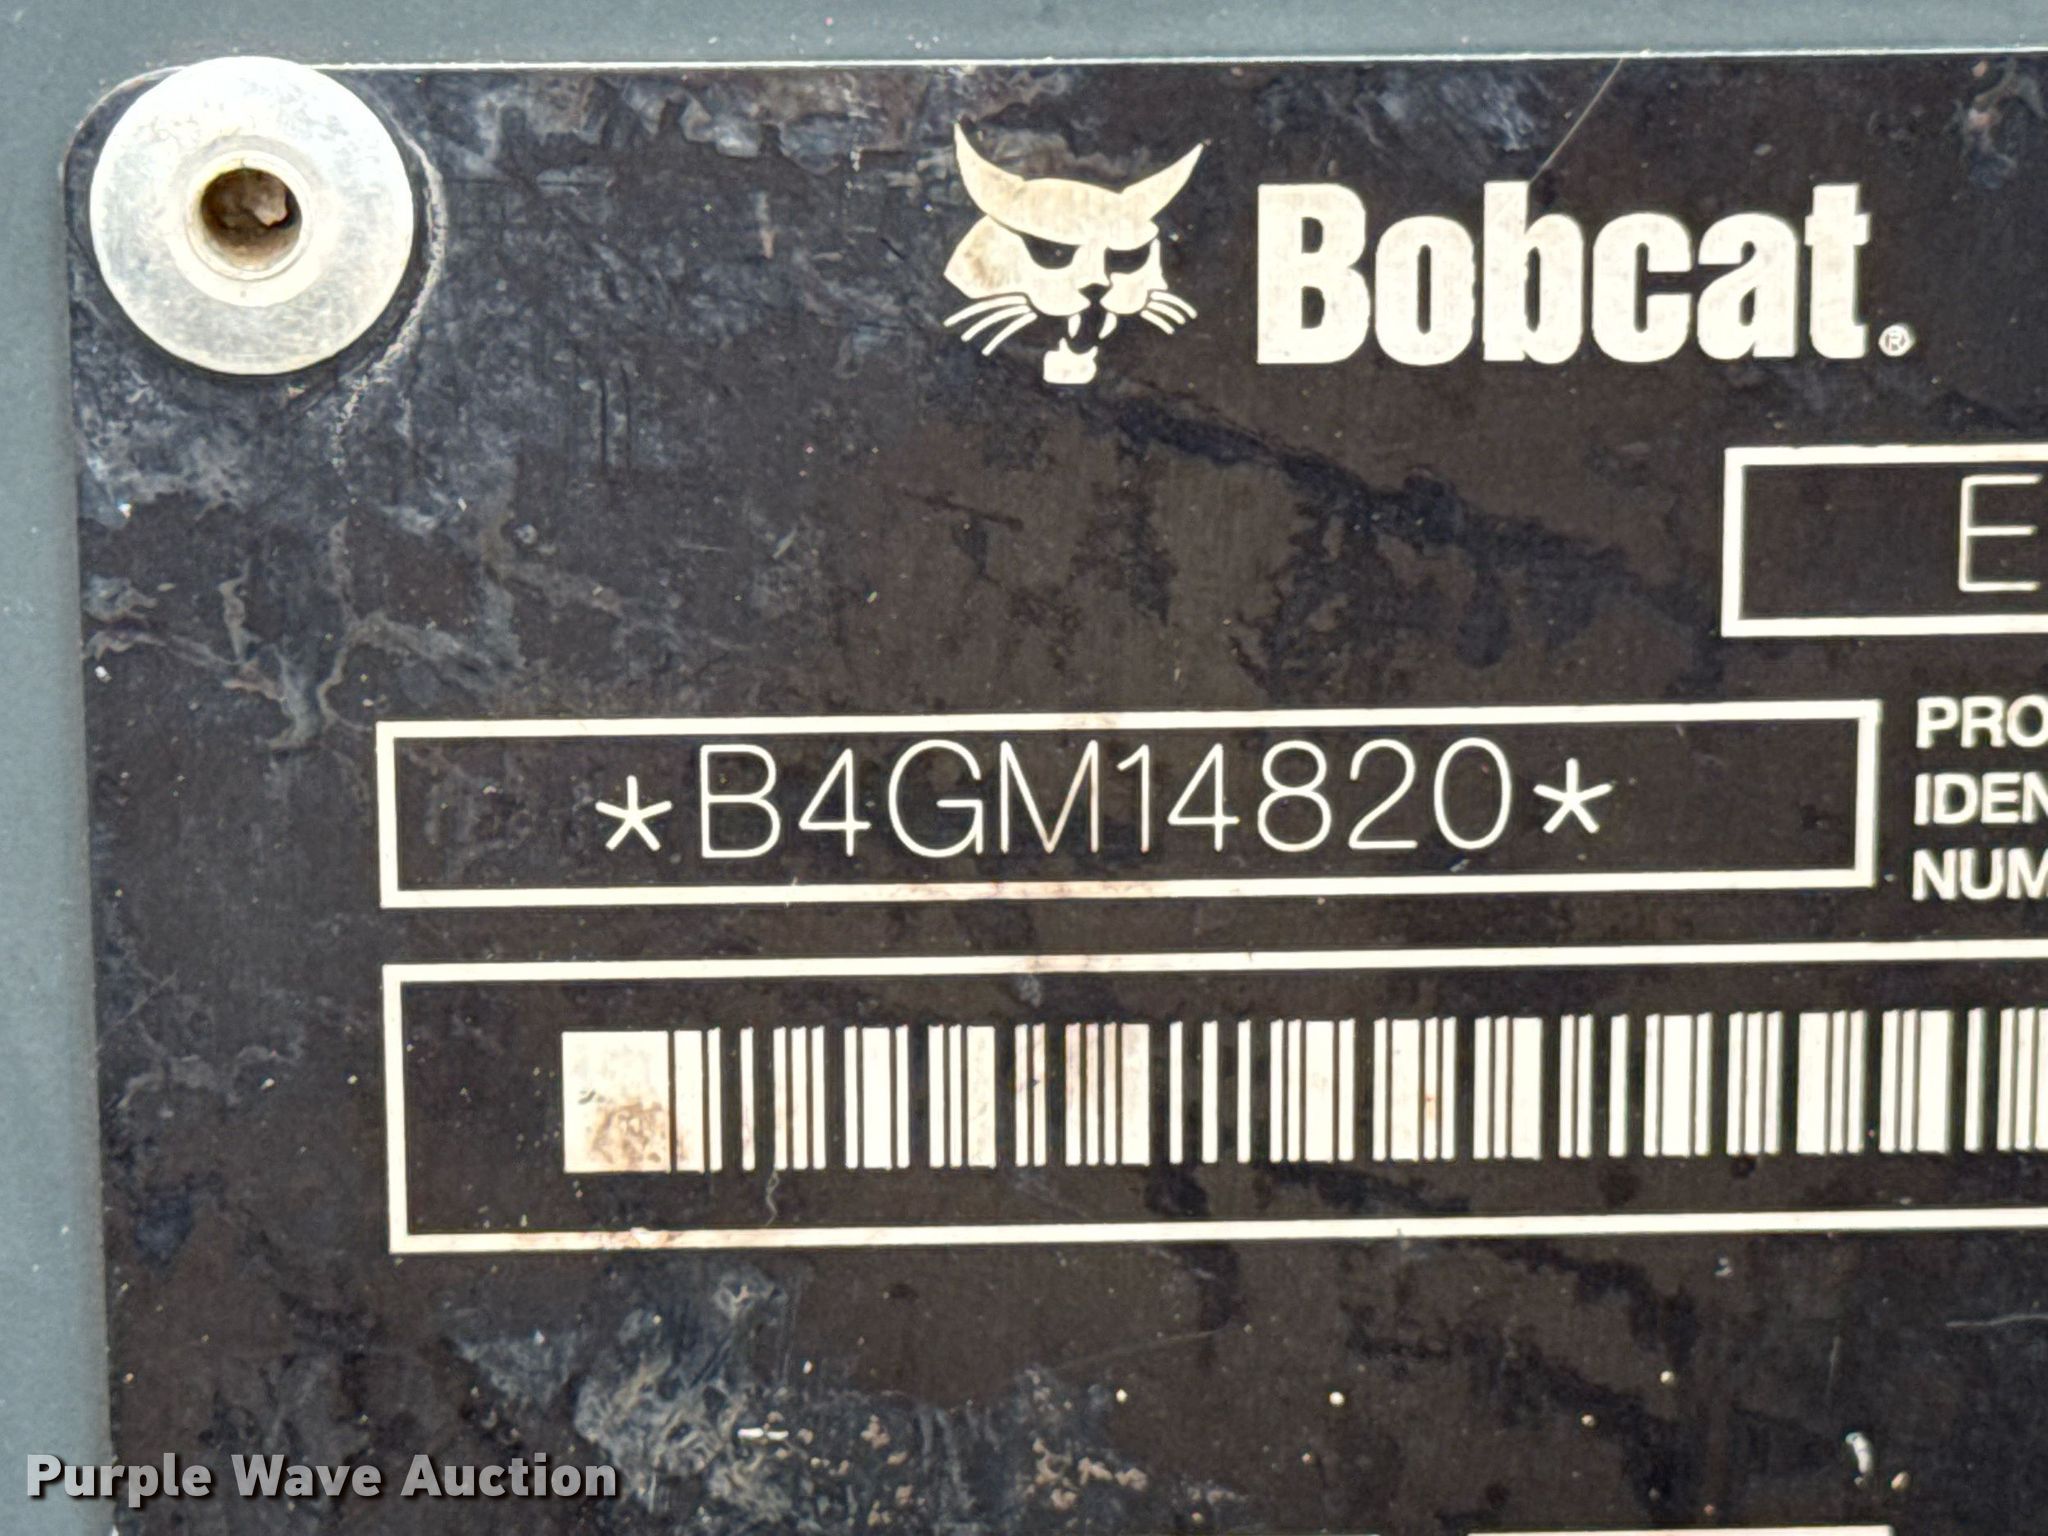 Bobcat.®
E
*B4GM14820*
PRO
IDEN
NUM
Purple Wave Auction